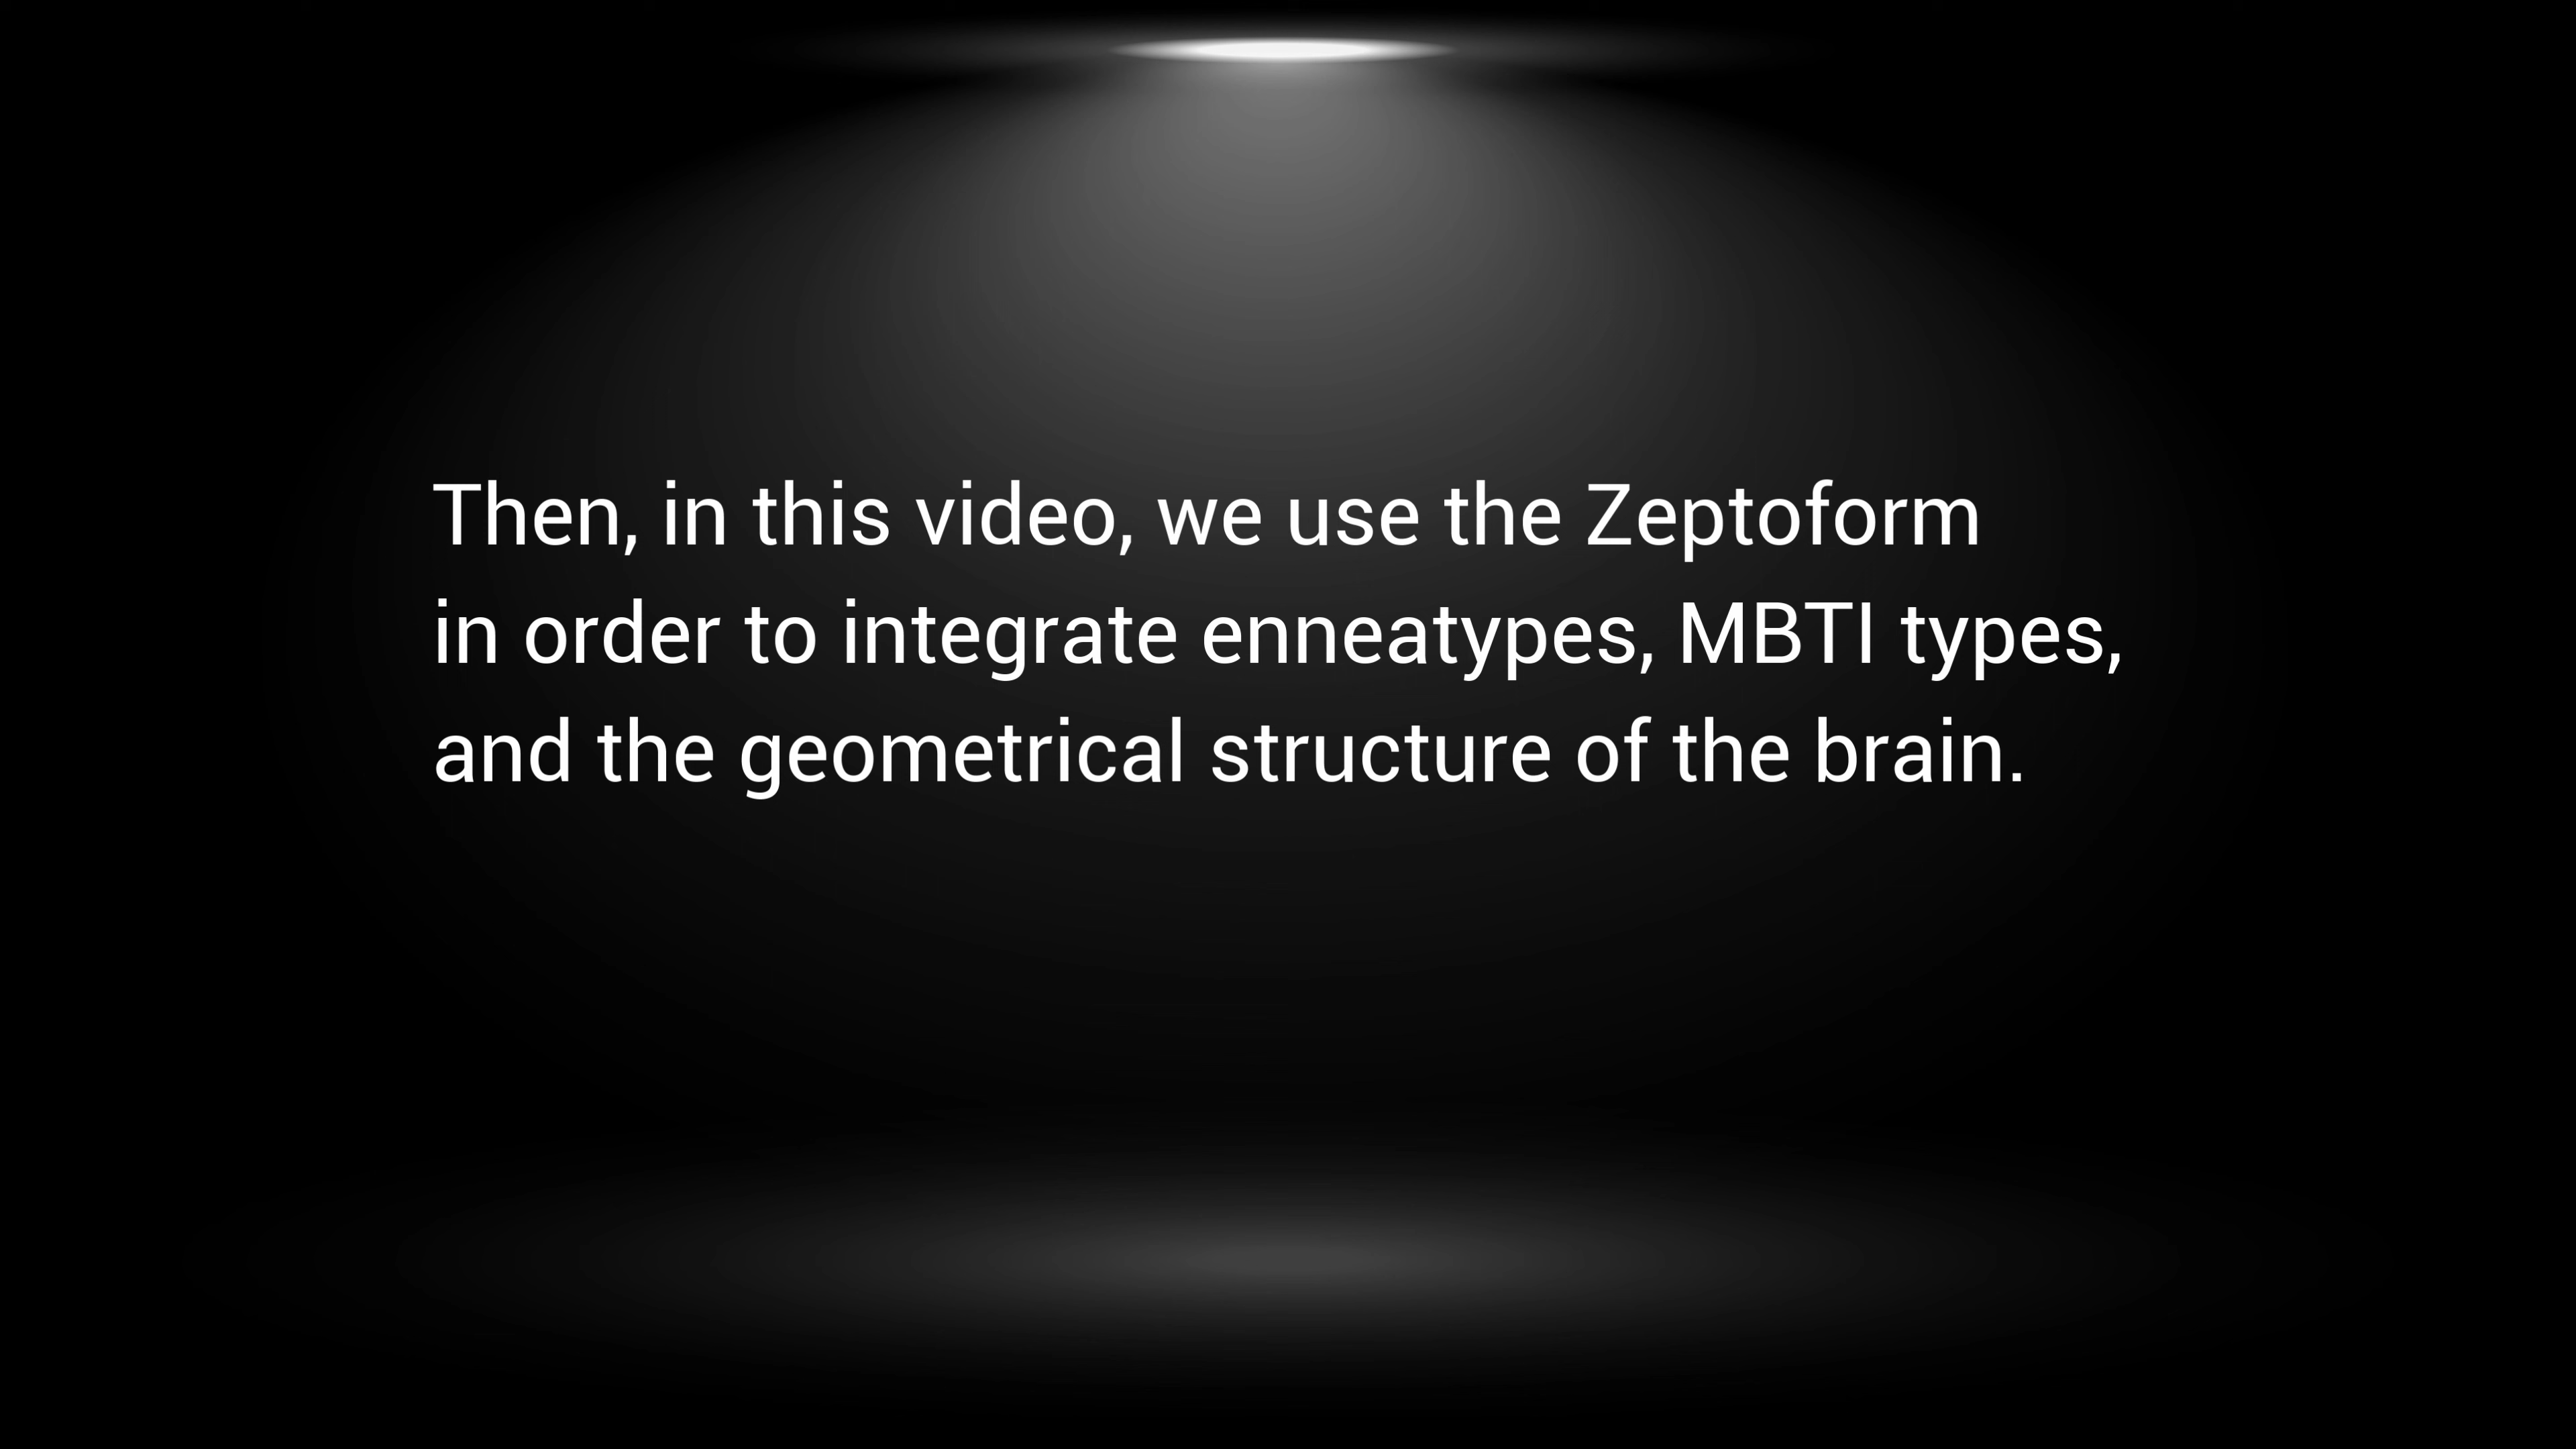 Then, in this video, we use the Zeptoform
in order to integrate enneatypes, MBTI types,
and the geometrical structure of the brain.